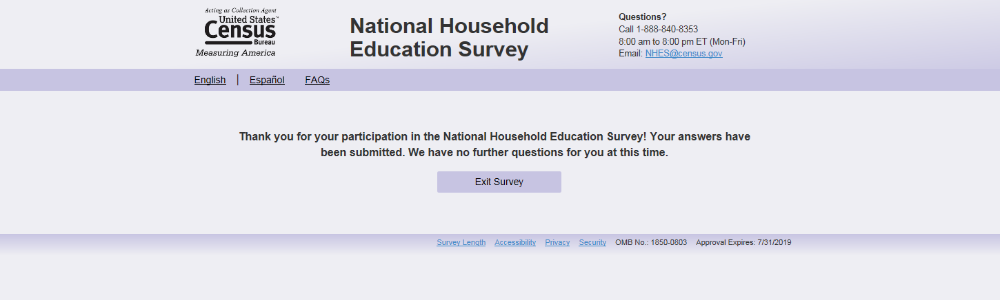 Acting as Collection Agent
United States™
Census
Bureau
Measuring America
National Household
Education Survey
Questions?
Call 1-888-840-8353
8:00 am to 8:00 pm ET (Mon-Fri)
Email: NHES@census.gov
English | Español FAQs
Thank you for your participation in the National Household Education Survey! Your answers have
been submitted. We have no further questions for you at this time.
Exit Survey
Survey Length Accessibility Privacy Security OMB No.: 1850-0803 Approval Expires: 7/31/2019